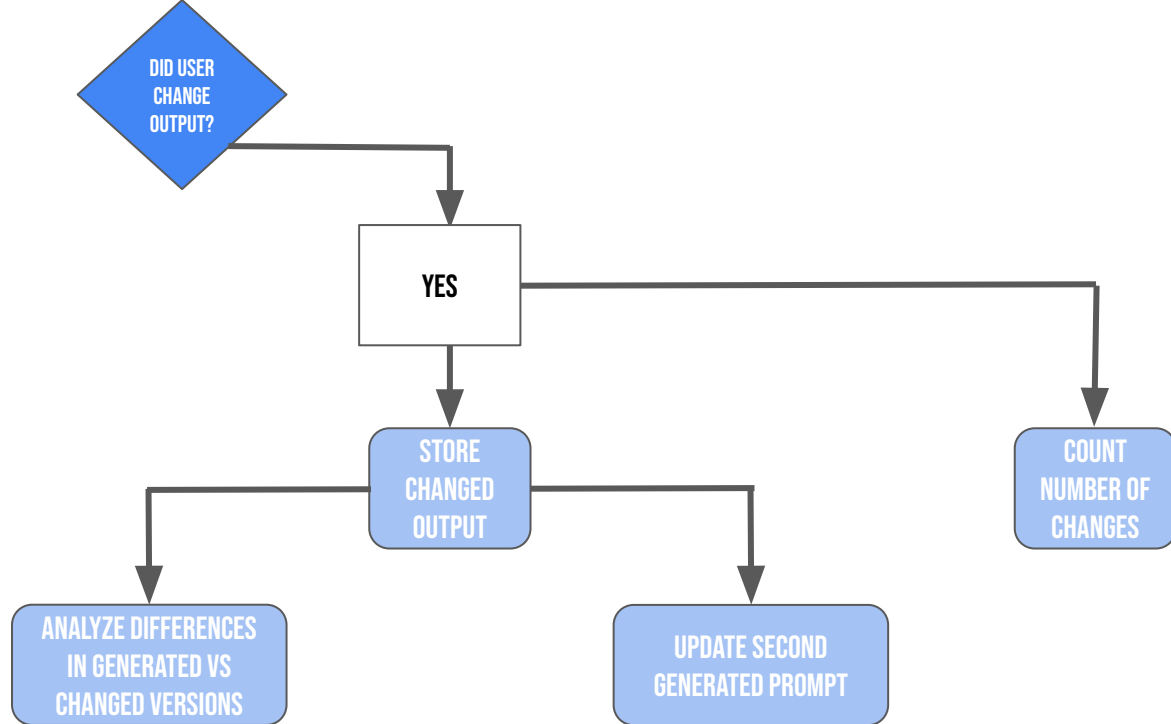 DID USER
CHANGE
OUTPUT?
YES
STORE
CHANGED
OUTPUT
COUNT
NUMBER OF
CHANGES
ANALYZE DIFFERENCES
IN GENERATED VS
CHANGED VERSIONS
UPDATE SECOND
GENERATED PROMPT